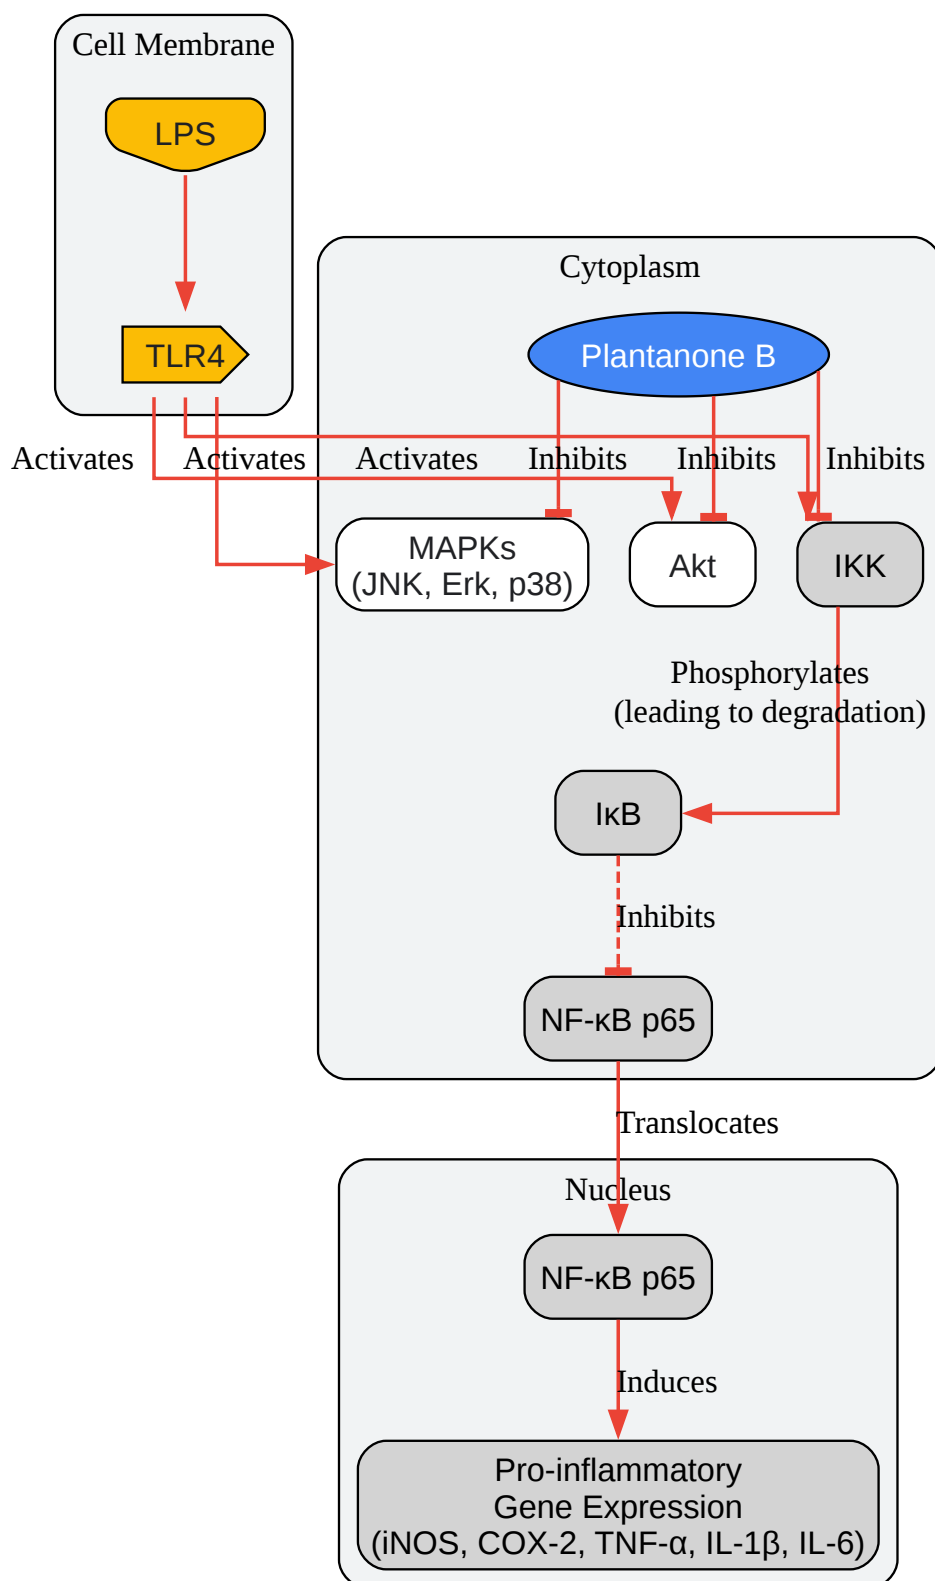 Cell Membrane
LPS
TLR4
Cytoplasm
Plantanone B
Activates
Activates
Activates
Inhibits
Inhibits
Inhibits
MAPKs
(JNK, Erk, p38)
Akt
IKK
Phosphorylates
(leading to degradation)
IκB
Inhibits
NF-κB p65
Translocates
Nucleus
NF-κB p65
Induces
Pro-inflammatory
Gene Expression
(iNOS, COX-2, TNF-α, IL-1β, IL-6)